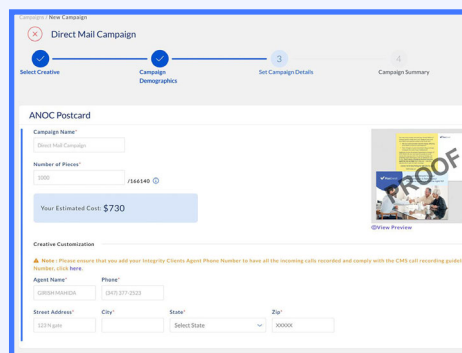 Campaigns / New Campaign
Direct Mail Campaign
3
4
Select Creative
Campaign Demographics
Set Campaign Details
Campaign Summary
ANOC Postcard
Campaign Name*
Direct Mail Campaign
Number of Pieces*
1000
/166140
Your Estimated Cost: $730
PROOF
View Preview
Creative Customization
Note : Please ensure that you add your Integrity Clients Agent Phone Number to have all the incoming calls recorded and comply with the CMS call recording guidel
Number, click here.
Agent Name*
Phone*
GIRISH PAHIDA
(347) 377-2523
Street Address*
City*
State*
Zip*
Select State
XXXXX